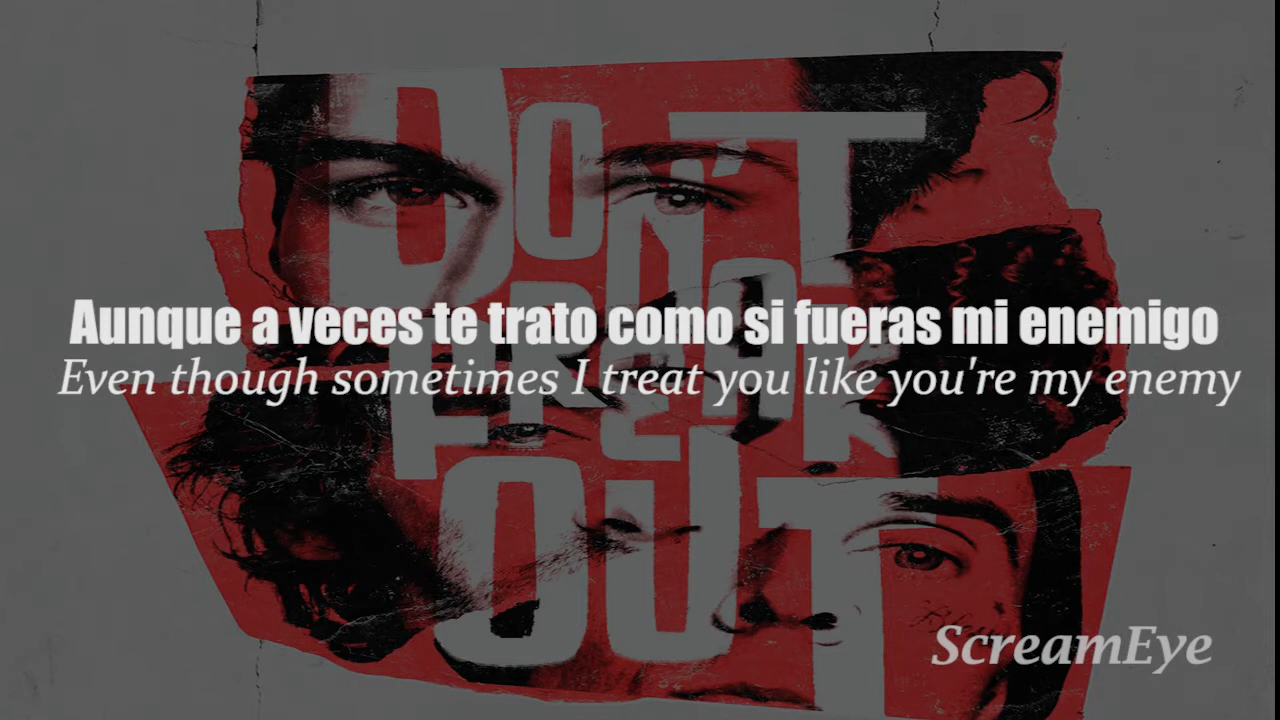 DON'T
FREAK
OUT
Aunque a veces te trato como si fueras mi enemigo
Even though sometimes I treat you like you're my enemy
ScreamEye